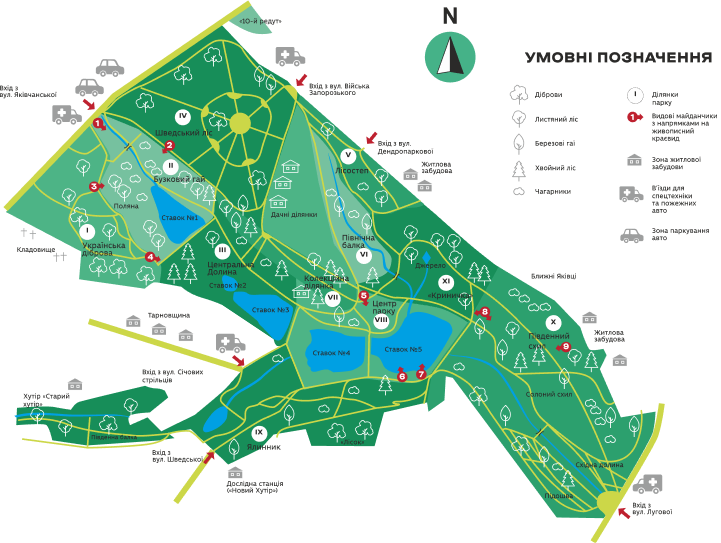 «10-й редут»
N
УМОВНІ ПОЗНАЧЕННЯ
Діброви
Листяний ліс
Березові гаї
Хвойний ліс
Чагарники
I
Ділянки
парку
1
Видові майданчики
з напрямками на
живописний
краєвид
Зона житлової
забудови
В'їзди для
спецтехніки
та пожежних
авто
Зона паркування
авто
Вхід з
вул. Яківчанської
Вхід з вул. Війська
Запорозького
Вхід з вул.
Дендропаркової
Житлова
забудова
1
IV
Шведський ліс
2
II
Бузковий гай
V
Лісостеп
3
Поляна
Ставок №1
Дачні ділянки
I
Українська
діброва
Кладовище
4
III
Центральна
Долина
Ставок №2
Північна
балка
VI
Джерело
Колекційна
ділянка
VII
5
XI
«Криниця»
Ближні Яківці
Ставок №3
Центр
парку
VIII
8
X
Південний
схил
9
Житлова
забудова
Тарновщина
Ставок №4
Ставок №5
6
7
Вхід з вул. Січових
стрільців
Хутір «Старий
хутір»
Солоний схил
Південна балка
IX
Ялинник
«Лісок»
Вхід з
вул. Шведської
Дослідна станція
(«Новий Хутір»)
Східна долина
Підошва
Вхід з
вул. Лугової